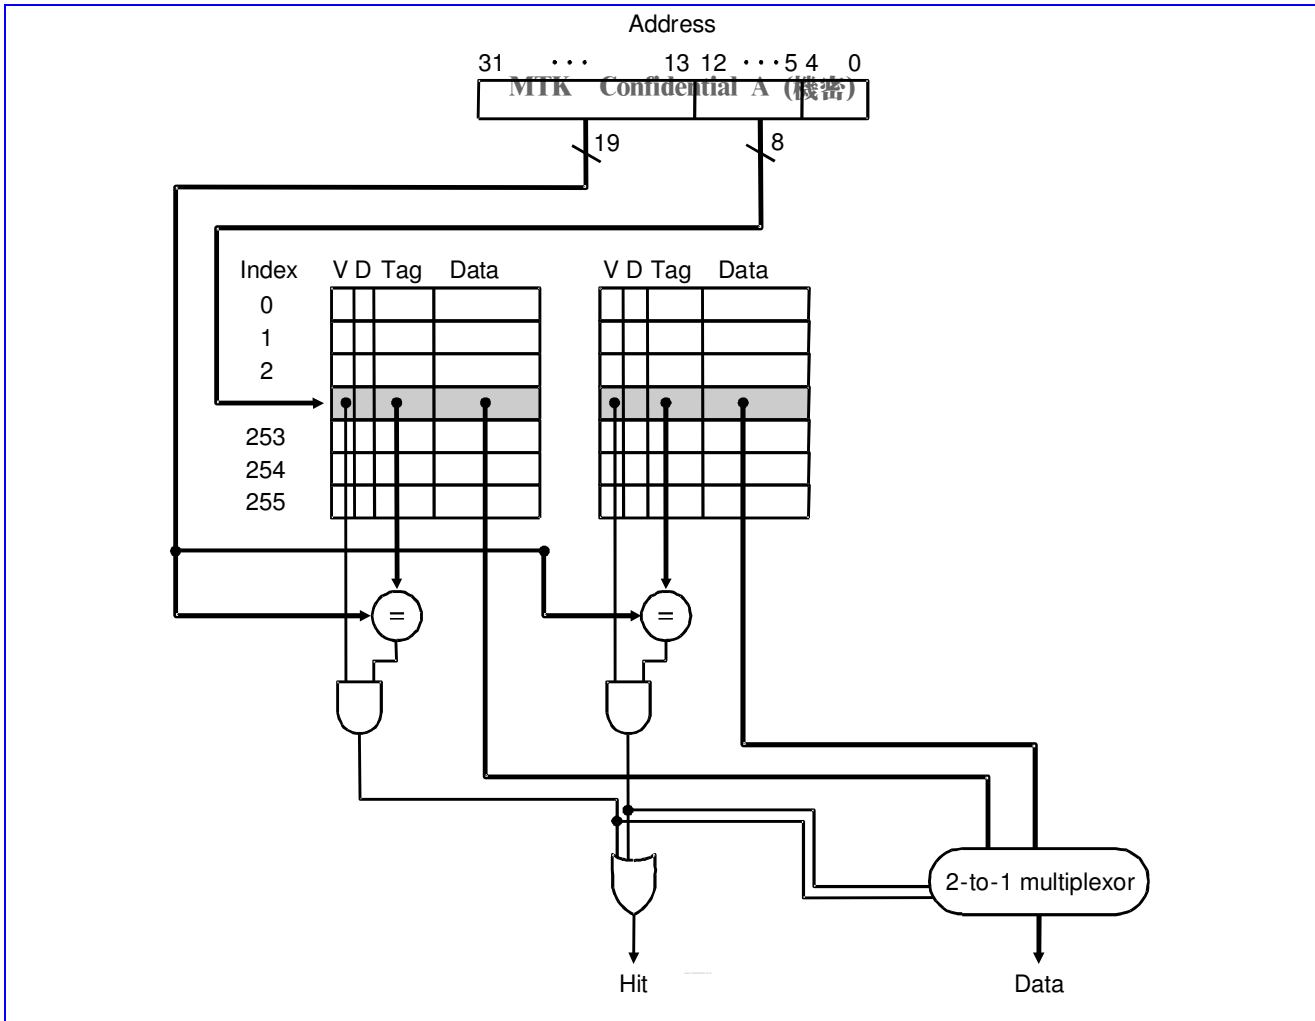 Address
31 ··· 13 12 ··· 5 4 0
MTK Confidential A (機密)
19 8
Index V D Tag Data V D Tag Data
0
1
2
253
254
255
= =
2-to-1 multiplexor
Hit Data